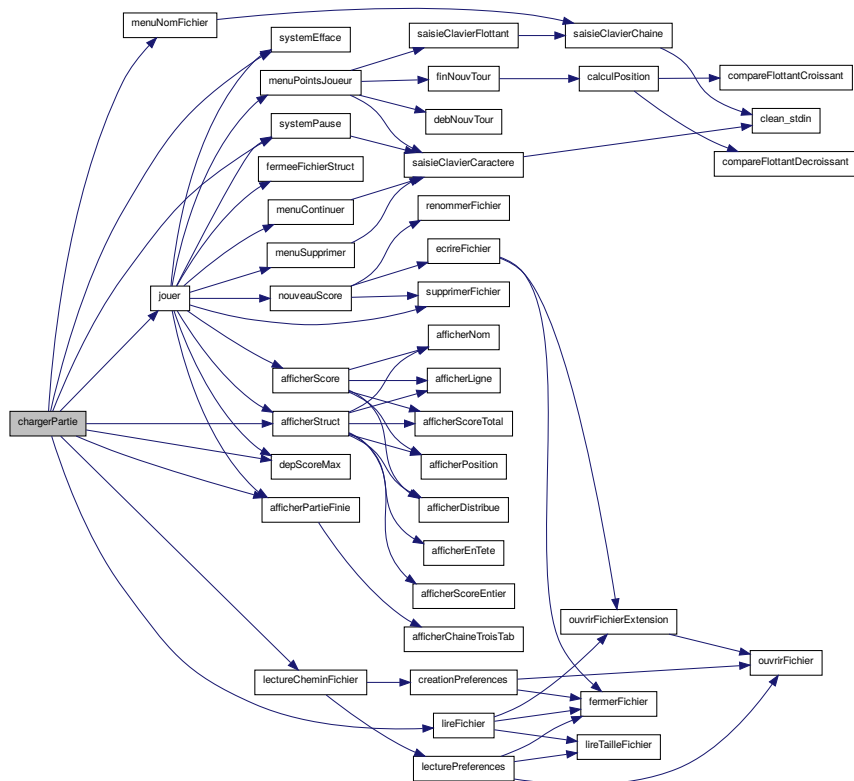 menuNomFichier
systemEfface
saisieClavierFlottant
saisieClavierChaine
menuPointsJoueur
finNouvTour
calculPosition
compareFlottantCroissant
systemPause
debNouvTour
clean_stdin
fermeeFichierStruct
saisieClavierCaractere
compareFlottantDecroissant
menuContinuer
renommerFichier
menuSupprimer
ecrireFichier
jouer
nouveauScore
supprimerFichier
afficherNom
afficherScore
afficherLigne
chargerPartie
afficherStruct
afficherScoreTotal
depScoreMax
afficherPosition
afficherPartieFinie
afficherDistribue
afficherEnTete
afficherScoreEntier
ouvrirFichierExtension
afficherChaineTroisTab
ouvrirFichier
lectureCheminFichier
creationPreferences
fermerFichier
lireFichier
lireTailleFichier
lecturePreferences